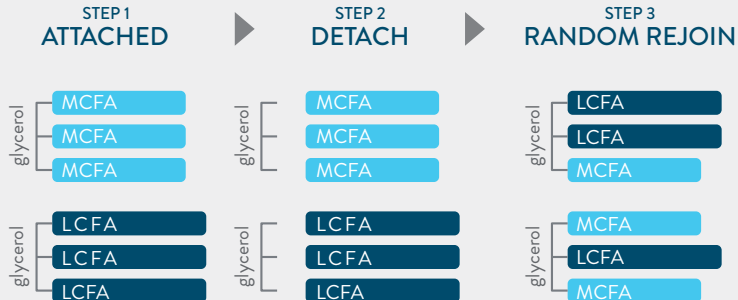 STEP 1
ATTACHED
STEP 2
DETACH
STEP 3
RANDOM REJOIN
glycerol
MCFA
MCFA
MCFA
glycerol
MCFA
MCFA
MCFA
glycerol
LCFA
LCFA
MCFA
glycerol
LCFA
LCFA
LCFA
glycerol
LCFA
LCFA
LCFA
glycerol
MCFA
LCFA
MCFA